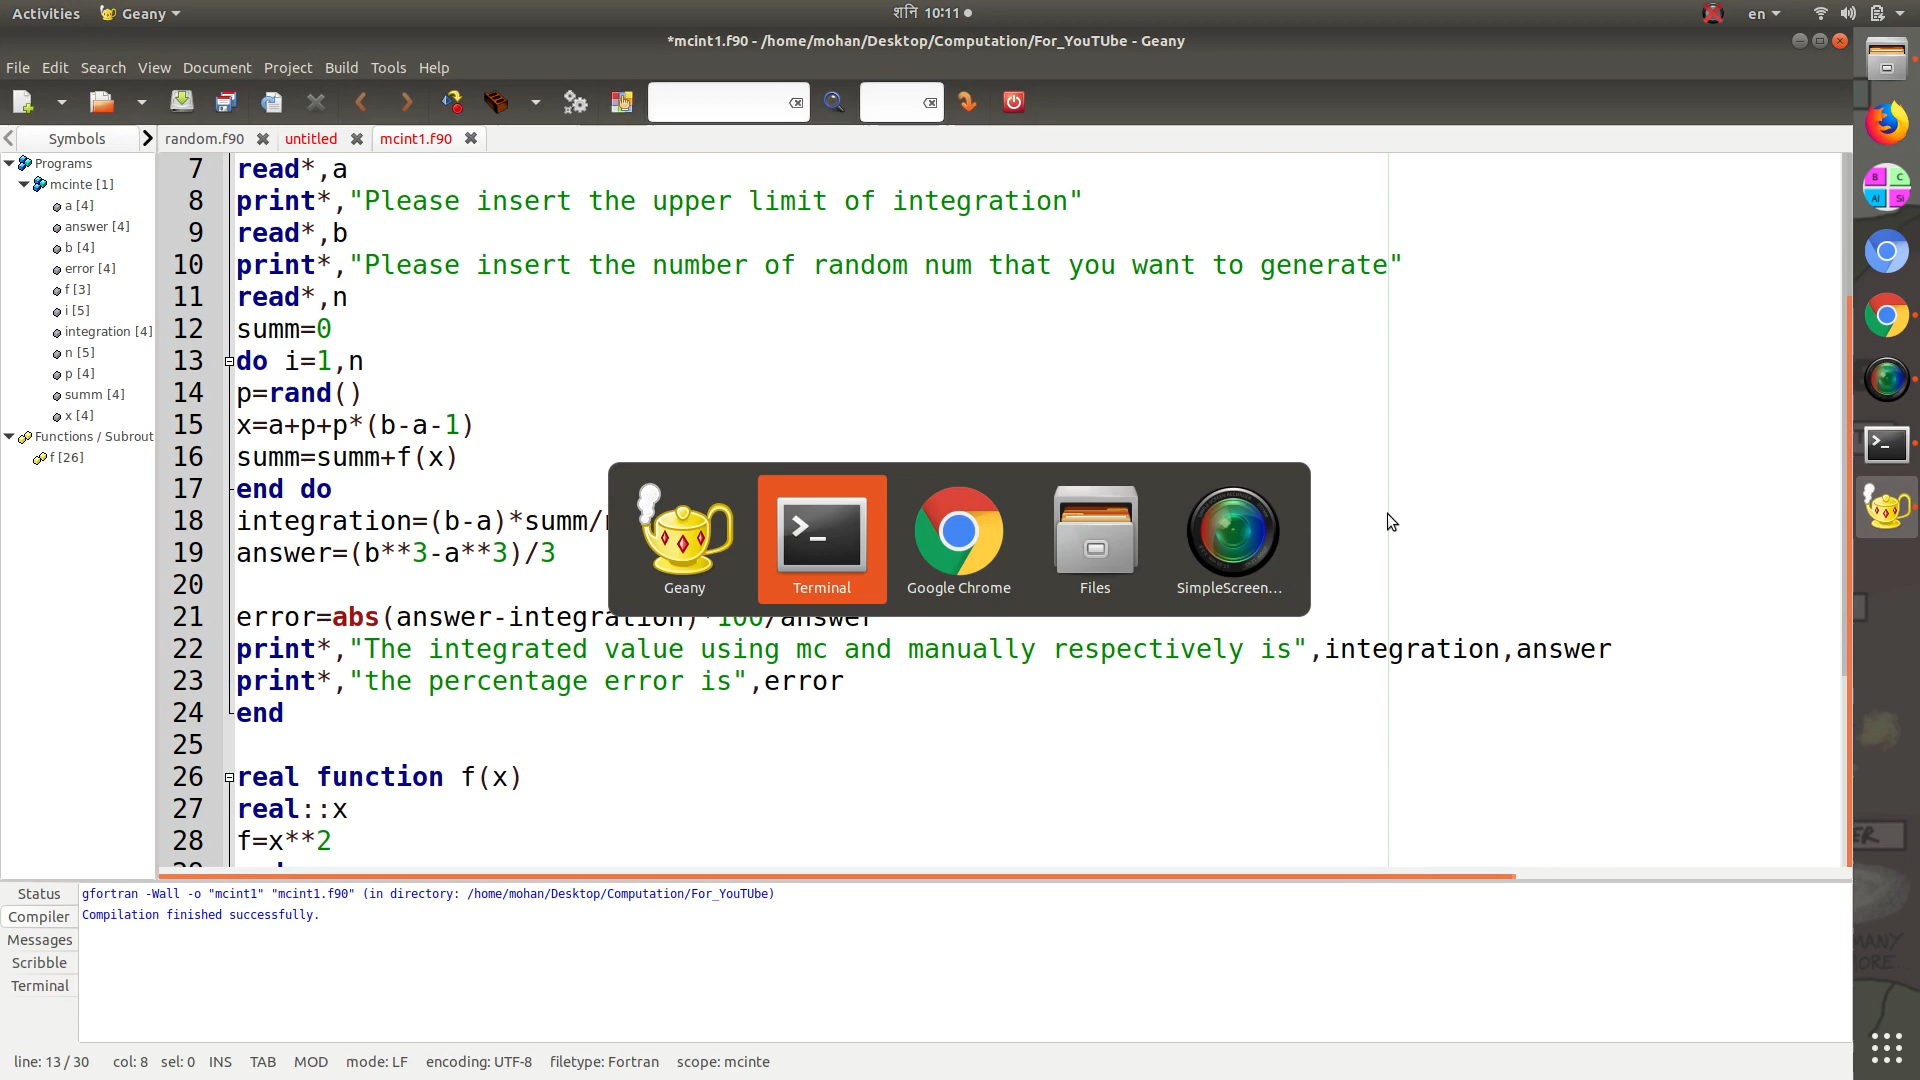 Activities Geany शनि 10:11 en
*mcint1.f90 - /home/mohan/Desktop/Computation/For_YouTUbe - Geany
File Edit Search View Document Project Build Tools Help
Symbols random.f90 untitled mcint1.f90
Programs
mcinte [1]
a [4]
answer [4]
b [4]
error [4]
f [3]
i [5]
integration [4]
n [5]
p [4]
summ [4]
x [4]
Functions / Subrout
f [26]
7 read*,a
8 print*,"Please insert the upper limit of integration"
9 read*,b
10 print*,"Please insert the number of random num that you want to generate"
11 read*,n
12 summ=0
13 do i=1,n
14 p=rand()
15 x=a+p+p*(b-a-1)
16 summ=summ+f(x)
17 end do
18 integration=(b-a)*summ/
19 answer=(b**3-a**3)/3
20
21 error=abs(answer-integration)*100/answer
22 print*,"The integrated value using mc and manually respectively is",integration,answer
23 print*,"the percentage error is",error
24 end
25
26 real function f(x)
27 real::x
28 f=x**2
Geany Terminal Google Chrome Files SimpleScreen...
Status
Compiler
Messages
Scribble
Terminal
gfortran -Wall -o "mcint1" "mcint1.f90" (in directory: /home/mohan/Desktop/Computation/For_YouTUbe)
Compilation finished successfully.
line: 13 / 30 col: 8 sel: 0 INS TAB MOD mode: LF encoding: UTF-8 filetype: Fortran scope: mcinte
B C
Al Si
MANY